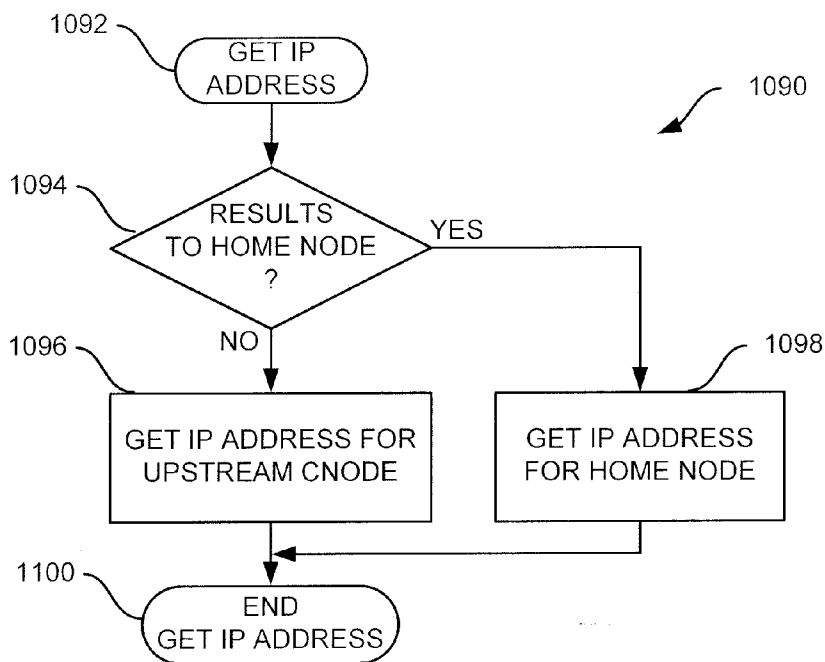 1092
GET IP
ADDRESS
1090
1094
RESULTS
TO HOME NODE
?
YES
NO
1096
1098
GET IP ADDRESS FOR
UPSTREAM CNODE
GET IP ADDRESS
FOR HOME NODE
1100
END
GET IP ADDRESS